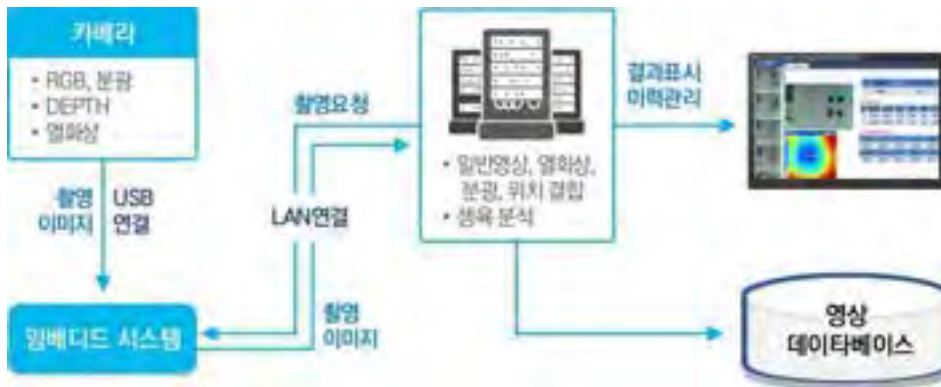 카메라
• RGB, 분광
• DEPTH
• 열화상
촬영 USB
이미지 연결
임베디드 시스템
촬영요청
LAN연결
촬영
이미지
• 일반영상, 열화상,
분광, 위치 결합
• 생육 분석
결과표시
이력관리
영상
데이타베이스